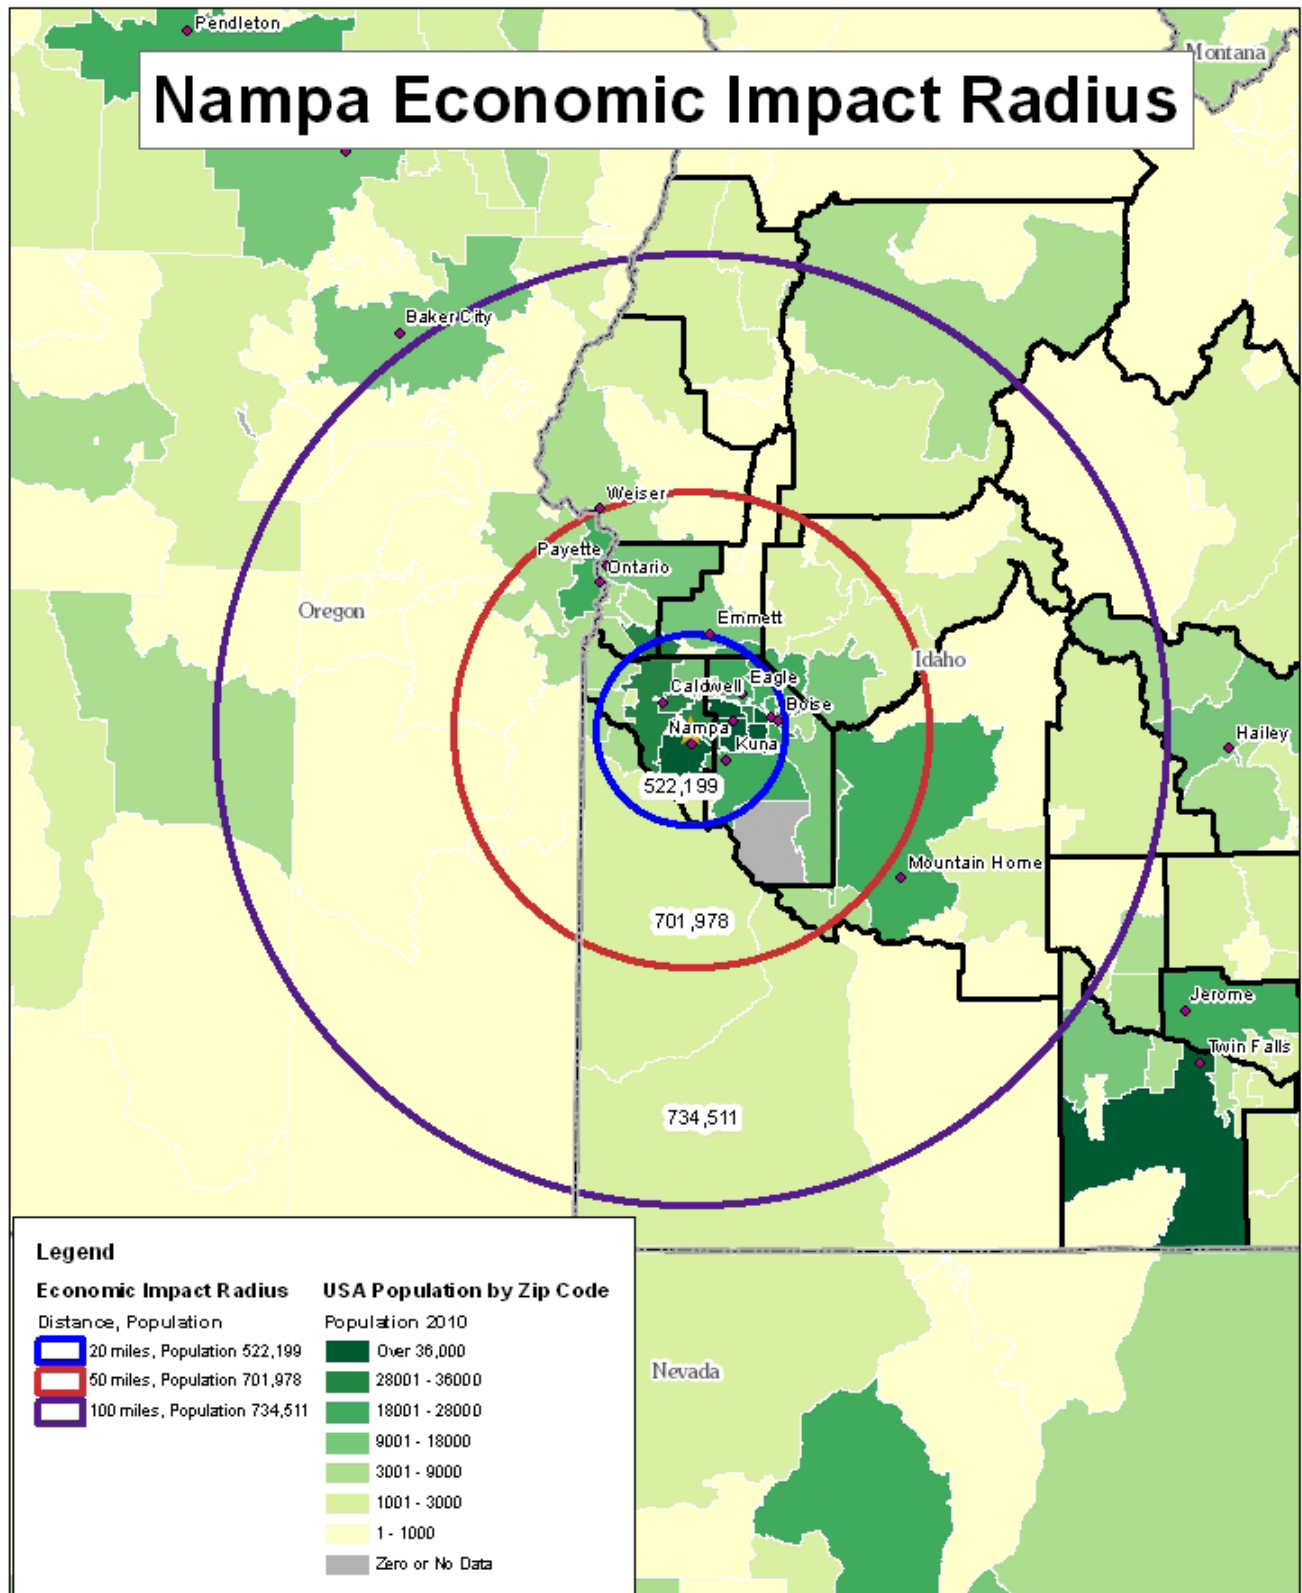 Pendleton
Montana
Nampa Economic Impact Radius
Baker City
Weiser
Payette
Ontario
Oregon
Emmett
Idaho
Eagle
Caldwell
Boise
Nampa
Hailey
Kuna
522,199
Mountain Home
701,978
Jerome
Twin Falls
734,511
Legend
Economic Impact Radius
Distance, Population
20 miles, Population 522,199
50 miles, Population 701,978
100 miles, Population 734,511
USA Population by Zip Code
Population 2010
Over 36,000
28001 - 36000
18001 - 28000
9001 - 18000
3001 - 9000
1001 - 3000
1 - 1000
Zero or No Data
Nevada